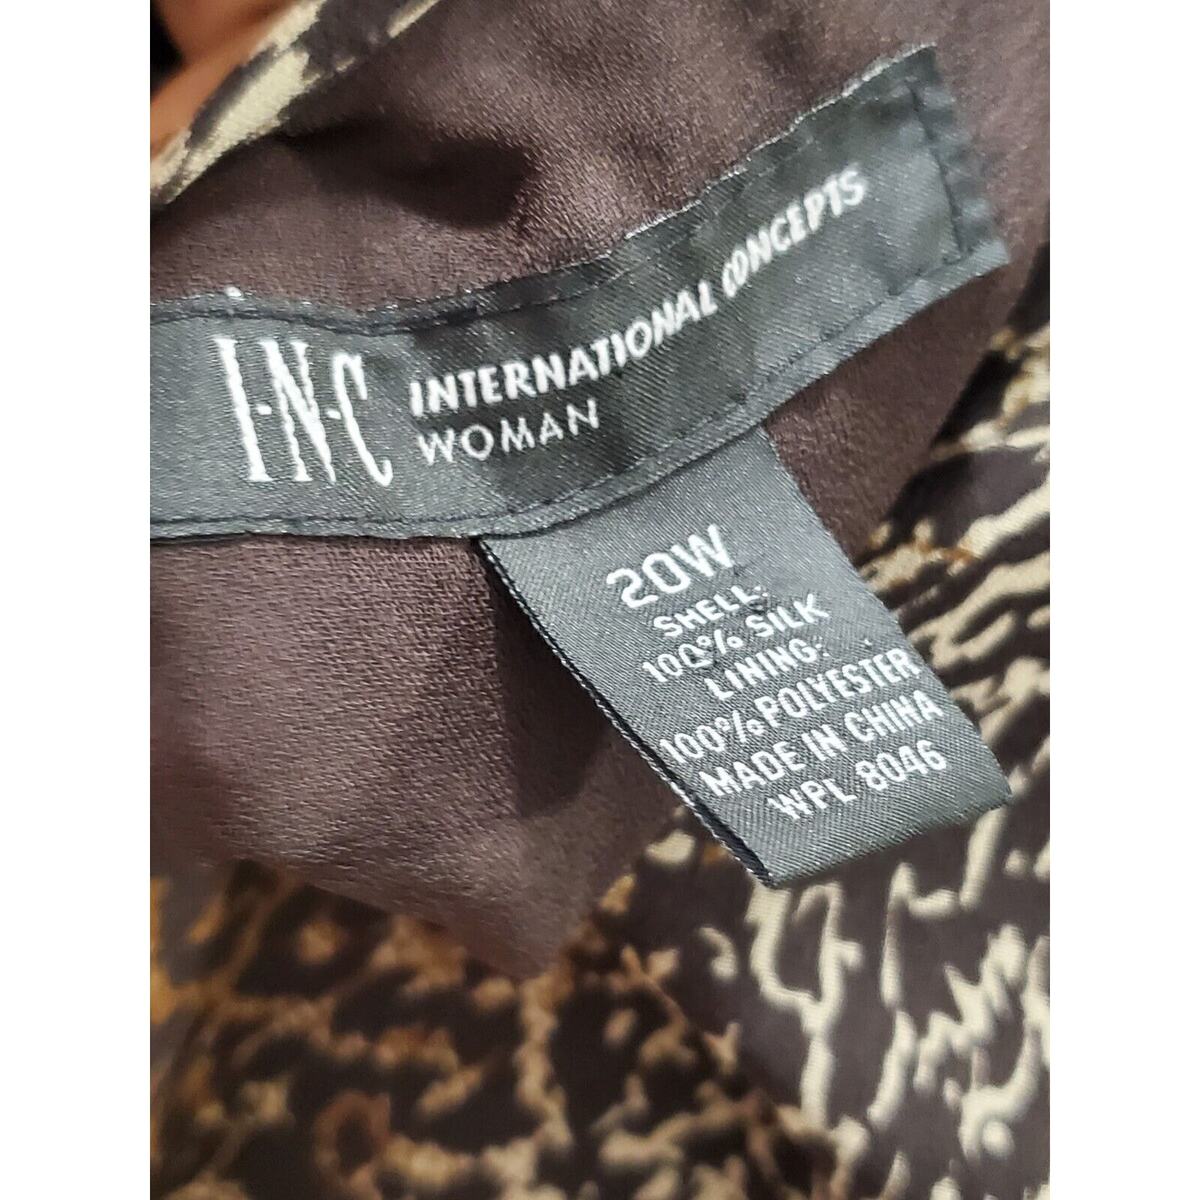 I·N·C INTERNATIONAL CONCEPTS
WOMAN
20W
SHELL:
100% SILK
LINING:
100% POLYESTER
MADE IN CHINA
WPL 8046